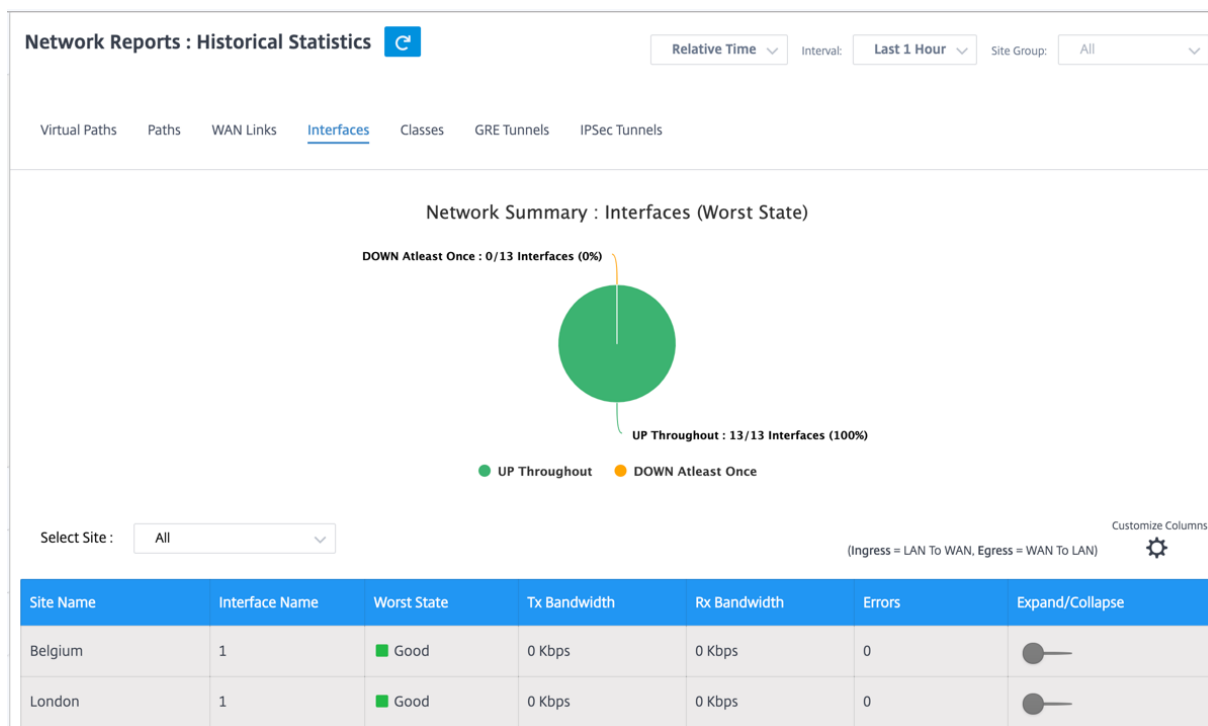 Network Reports : Historical Statistics
Relative Time
Interval:
Last 1 Hour
Site Group:
All
Virtual Paths Paths WAN Links Interfaces Classes GRE Tunnels IPSec Tunnels
Network Summary : Interfaces (Worst State)
DOWN Atleast Once : 0/13 Interfaces (0%)
UP Throughout : 13/13 Interfaces (100%)
UP Throughout DOWN Atleast Once
Customize Columns
Select Site : All
(Ingress = LAN To WAN, Egress = WAN To LAN)
Site Name Interface Name Worst State Tx Bandwidth Rx Bandwidth Errors Expand/Collapse
Belgium 1 Good 0 Kbps 0 Kbps 0
London 1 Good 0 Kbps 0 Kbps 0